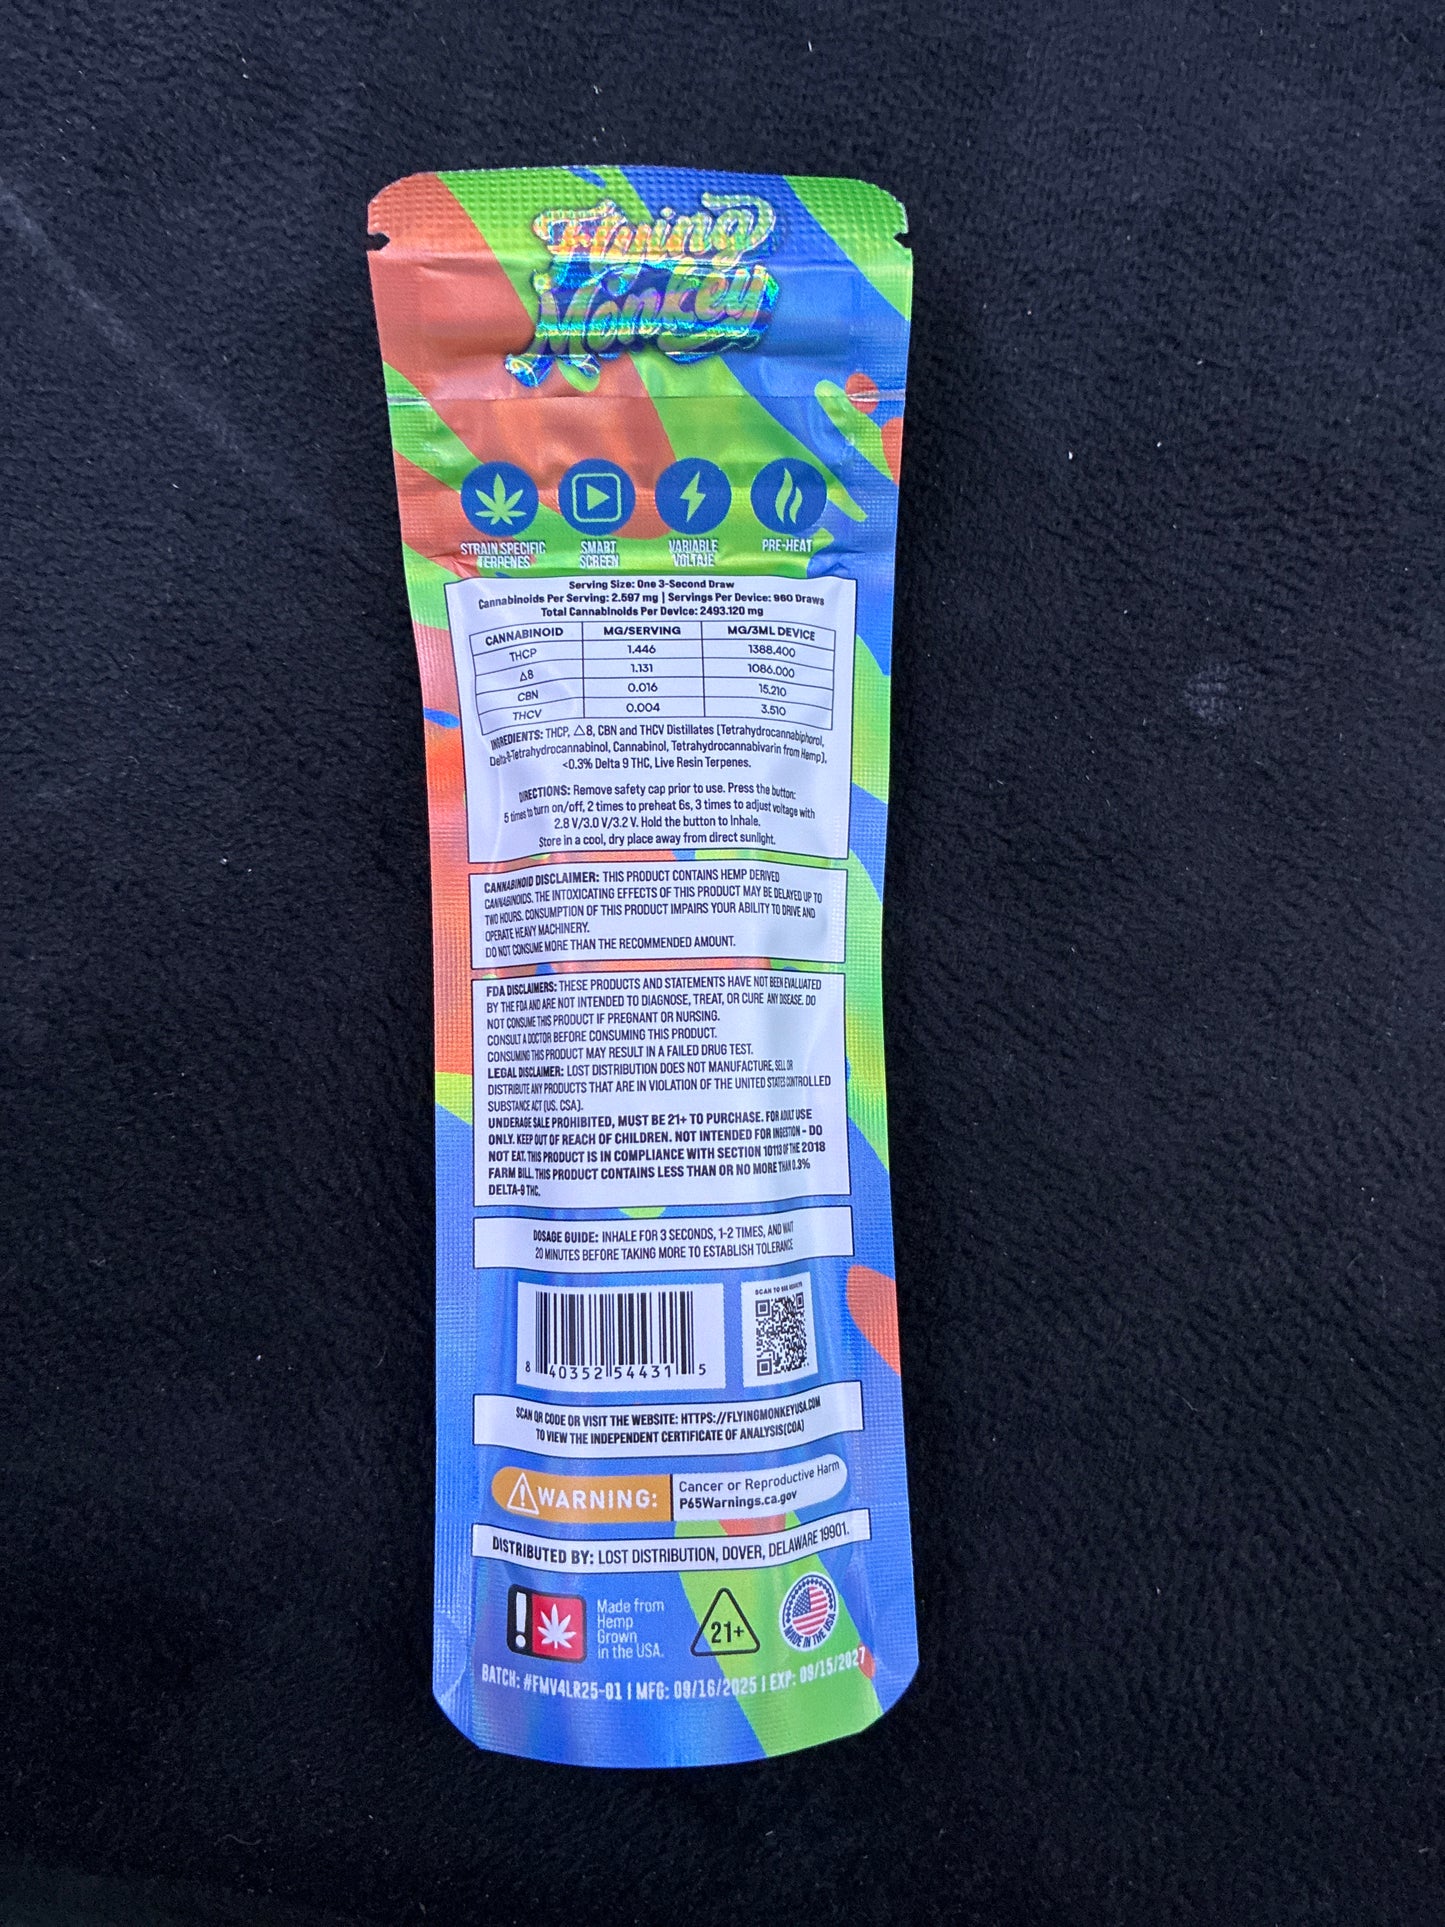 Flying
Monkey
STRAIN SPECIFIC
TERPENES
SMART
SCREEN
VARIABLE
VOLTAJE
PRE-HEAT
Serving Size: One 3-Second Draw
Cannabinoids Per Serving: 2.597 mg | Servings Per Device: 960 Draws
Total Cannabinoids Per Device: 2493.120 mg
CANNABINOID MG/SERVING MG/3ML DEVICE
THCP 1.446 1388.400
Δ8 1.131 1086.000
CBN 0.016 15.210
THCV 0.004 3.510
INGREDIENTS: THCP, △8, CBN and THCV Distillates (Tetrahydrocannabiphorol,
Delta-8-Tetrahydrocannabinol, Cannabinol, Tetrahydrocannabivarin from Hemp),
<0.3% Delta 9 THC, Live Resin Terpenes.
DIRECTIONS: Remove safety cap prior to use. Press the button:
5 times to turn on/off, 2 times to preheat 6s, 3 times to adjust voltage with
2.8 V/3.0 V/3.2 V. Hold the button to Inhale.
Store in a cool, dry place away from direct sunlight.
CANNABINOID DISCLAIMER: THIS PRODUCT CONTAINS HEMP DERIVED
CANNABINOIDS. THE INTOXICATING EFFECTS OF THIS PRODUCT MAY BE DELAYED UP TO
TWO HOURS. CONSUMPTION OF THIS PRODUCT IMPAIRS YOUR ABILITY TO DRIVE AND
OPERATE HEAVY MACHINERY.
DO NOT CONSUME MORE THAN THE RECOMMENDED AMOUNT.
FDA DISCLAIMERS: THESE PRODUCTS AND STATEMENTS HAVE NOT BEEN EVALUATED
BY THE FDA AND ARE NOT INTENDED TO DIAGNOSE, TREAT, OR CURE ANY DISEASE. DO
NOT CONSUME THIS PRODUCT IF PREGNANT OR NURSING.
CONSULT A DOCTOR BEFORE CONSUMING THIS PRODUCT.
CONSUMING THIS PRODUCT MAY RESULT IN A FAILED DRUG TEST.
LEGAL DISCLAIMER: LOST DISTRIBUTION DOES NOT MANUFACTURE, SELL OR
DISTRIBUTE ANY PRODUCTS THAT ARE IN VIOLATION OF THE UNITED STATES CONTROLLED
SUBSTANCE ACT (US. CSA).
UNDERAGE SALE PROHIBITED, MUST BE 21+ TO PURCHASE. FOR ADULT USE
ONLY. KEEP OUT OF REACH OF CHILDREN. NOT INTENDED FOR INGESTION - DO
NOT EAT. THIS PRODUCT IS IN COMPLIANCE WITH SECTION 10113 OF THE 2018
FARM BILL. THIS PRODUCT CONTAINS LESS THAN OR NO MORE THAN 0.3%
DELTA-9 THC.
DOSAGE GUIDE: INHALE FOR 3 SECONDS, 1-2 TIMES, AND WAIT
20 MINUTES BEFORE TAKING MORE TO ESTABLISH TOLERANCE
8 40352 54431 5
SCAN TO SEE RESULTS
SCAN QR CODE OR VISIT THE WEBSITE: HTTPS://FLYINGMONKEYUSA.COM
TO VIEW THE INDEPENDENT CERTIFICATE OF ANALYSIS(COA)
WARNING: Cancer or Reproductive Harm
P65Warnings.ca.gov
DISTRIBUTED BY: LOST DISTRIBUTION, DOVER, DELAWARE 19901.
!
Made from
Hemp
Grown
in the USA.
21+
MADE IN THE USA
BATCH: #FMV4LR25-01 | MFG: 09/16/2025 | EXP: 09/15/2027